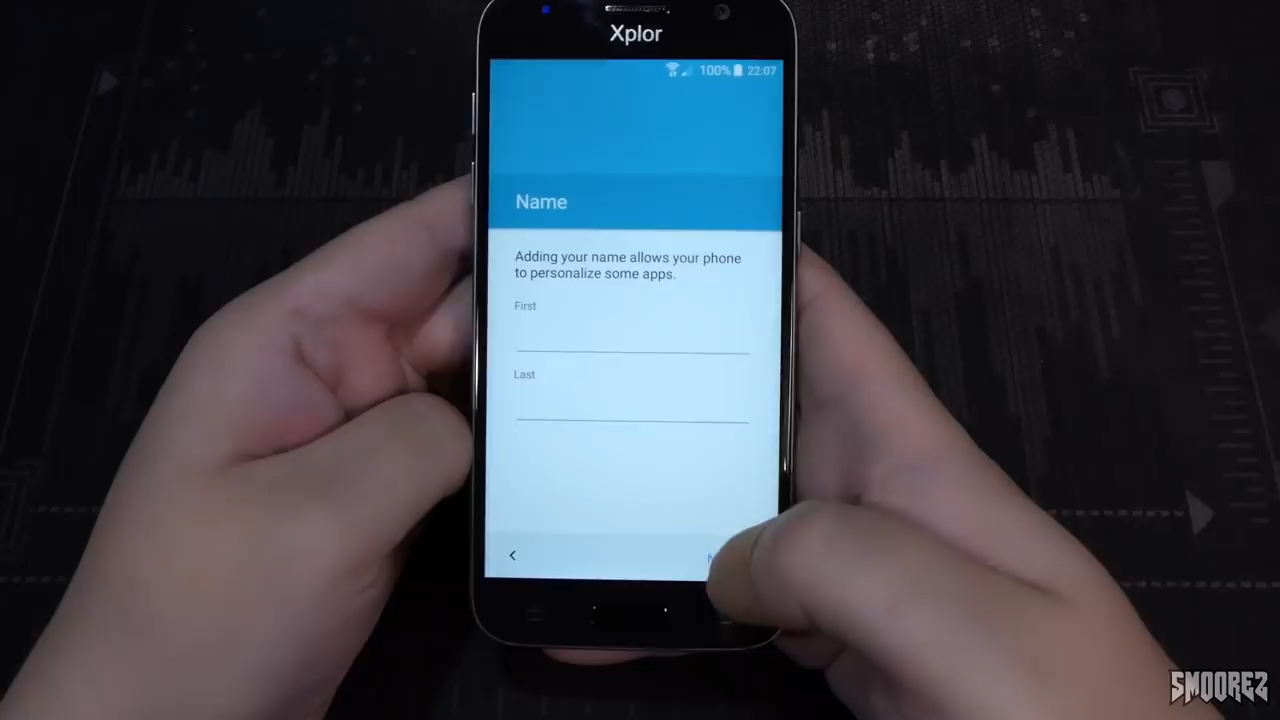 Xplor
100% 22:07
Name
Adding your name allows your phone
to personalize some apps.
First
Last
SMOOREZ